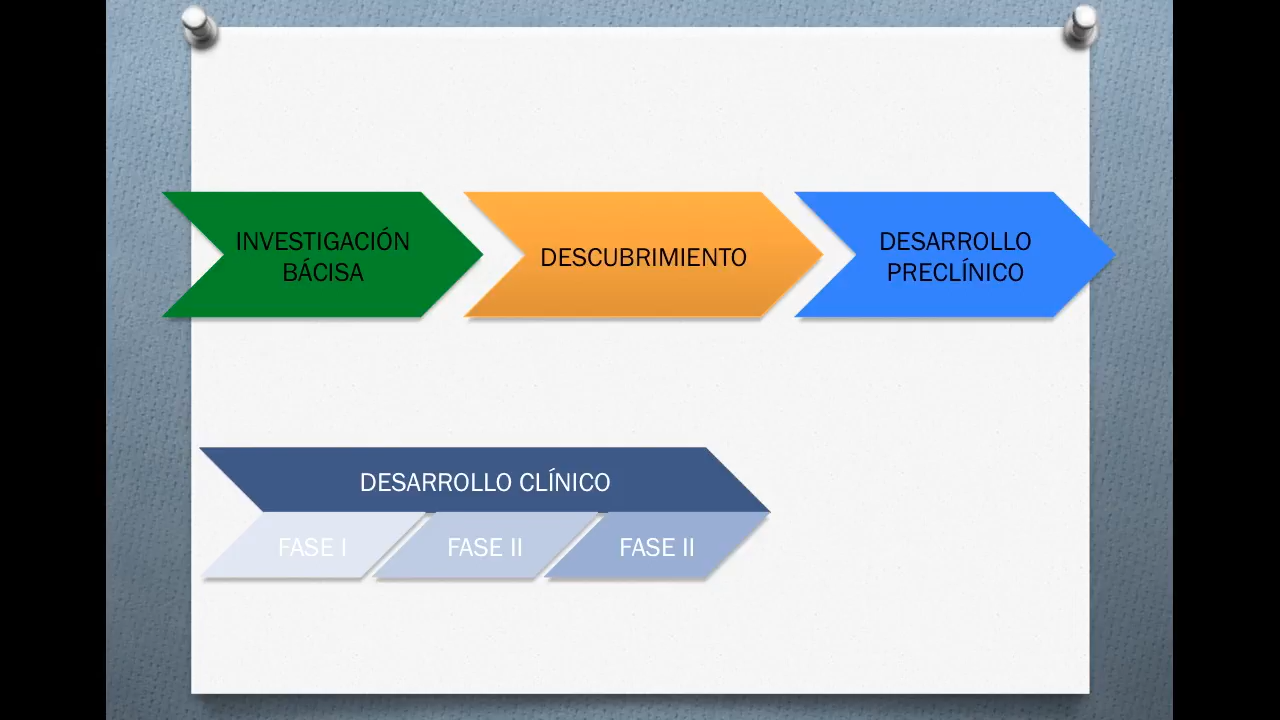 INVESTIGACIÓN
BÁCISA
DESCUBRIMIENTO
DESARROLLO
PRECLÍNICO
DESARROLLO CLÍNICO
FASE I
FASE II
FASE II